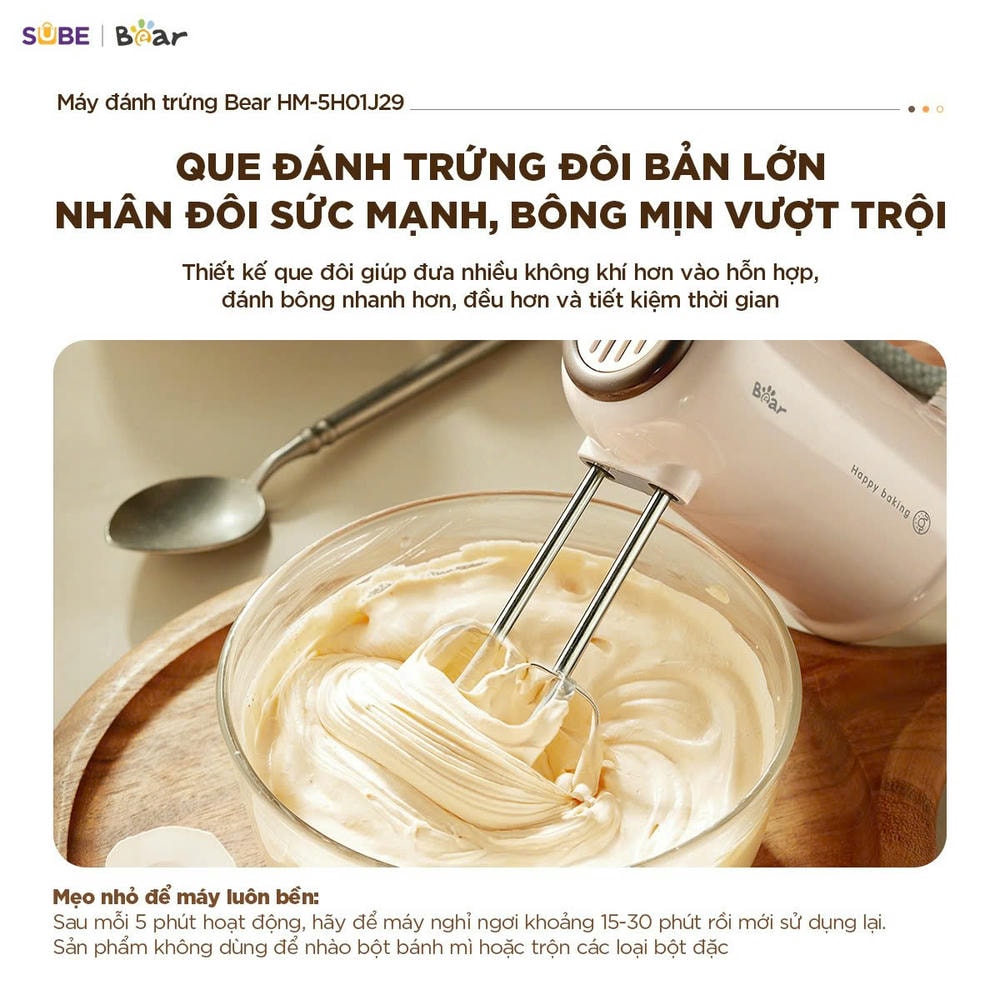 SUBE | Bear
Máy đánh trứng Bear HM-5H01J29
QUE ĐÁNH TRỨNG ĐÔI BẢN LỚN
NHÂN ĐÔI SỨC MẠNH, BÔNG MỊN VƯỢT TRỘI
Thiết kế que đôi giúp đưa nhiều không khí hơn vào hỗn hợp,
đánh bông nhanh hơn, đều hơn và tiết kiệm thời gian
Bear
Happy baking
Mẹo nhỏ để máy luôn bền:
Sau mỗi 5 phút hoạt động, hãy để máy nghỉ ngơi khoảng 15-30 phút rồi mới sử dụng lại.
Sản phẩm không dùng để nhào bột bánh mì hoặc trộn các loại bột đặc